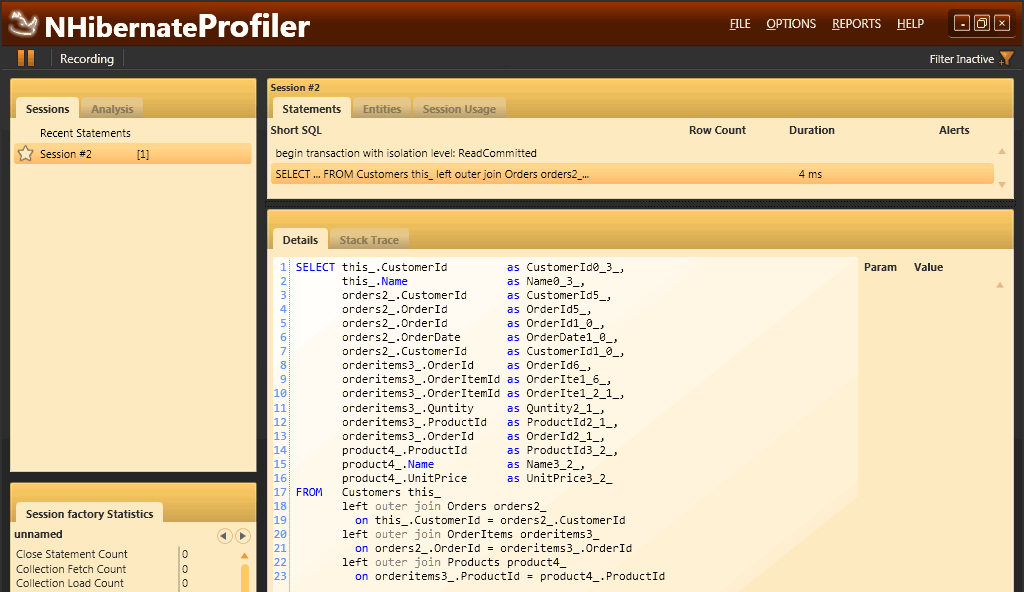 NHibernateProfiler
FILE OPTIONS REPORTS HELP
Recording
Filter Inactive
Sessions Analysis
Recent Statements
Session #2 [1]
Session factory Statistics
unnamed
Close Statement Count 0
Collection Fetch Count 0
Collection Load Count 0
Session #2
Statements Entities Session Usage
Short SQL Row Count Duration Alerts
begin transaction with isolation level: ReadCommitted
SELECT ... FROM Customers this_ left outer join Orders orders2_... 4 ms
Details Stack Trace
Param Value
1 SELECT this_.CustomerId as CustomerId0_3_,
2 this_.Name as Name0_3_,
3 orders2_.CustomerId as CustomerId5_,
4 orders2_.OrderId as OrderId5_,
5 orders2_.OrderId as OrderId1_0_,
6 orders2_.OrderDate as OrderDate1_0_,
7 orders2_.CustomerId as CustomerId1_0_,
8 orderitems3_.OrderId as OrderId6_,
9 orderitems3_.OrderItemId as OrderIte1_6_,
10 orderitems3_.OrderItemId as OrderIte1_2_1_,
11 orderitems3_.Quntity as Quntity2_1_,
12 orderitems3_.ProductId as ProductId2_1_,
13 orderitems3_.OrderId as OrderId2_1_,
14 product4_.ProductId as ProductId3_2_,
15 product4_.Name as Name3_2_,
16 product4_.UnitPrice as UnitPrice3_2_
17 FROM Customers this_
18 left outer join Orders orders2_
19 on this_.CustomerId = orders2_.CustomerId
20 left outer join OrderItems orderitems3_
21 on orders2_.OrderId = orderitems3_.OrderId
22 left outer join Products product4_
23 on orderitems3_.ProductId = product4_.ProductId